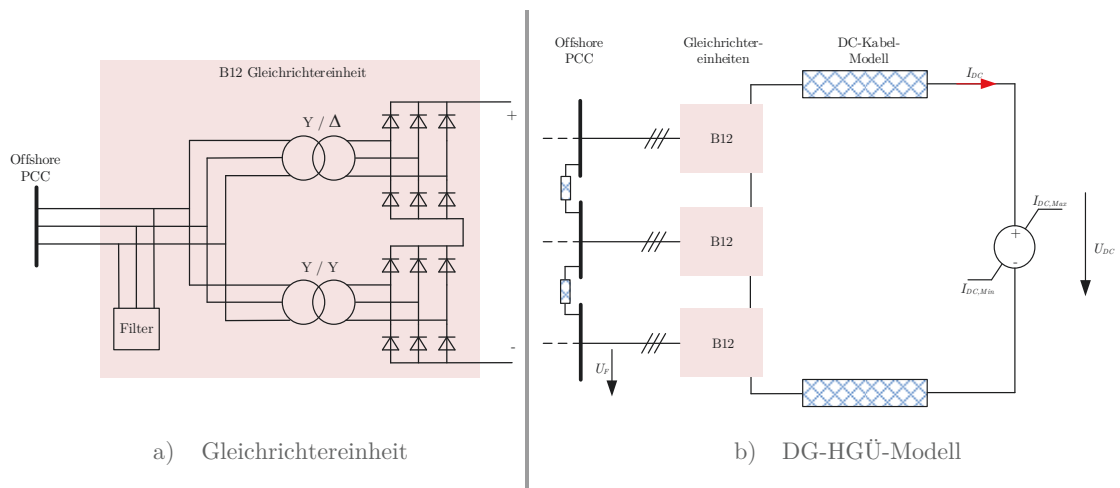 B12 Gleichrichtereinheit
Y / Δ
+
Offshore
PCC
Y / Y
Filter
-
a) Gleichrichtereinheit
Offshore
PCC
Gleichrichter-
einheiten
DC-Kabel-
Modell
I_DC
B12
I_DC,Max
B12
+
-
U_DC
I_DC,Min
B12
U_F
b) DG-HGÜ-Modell